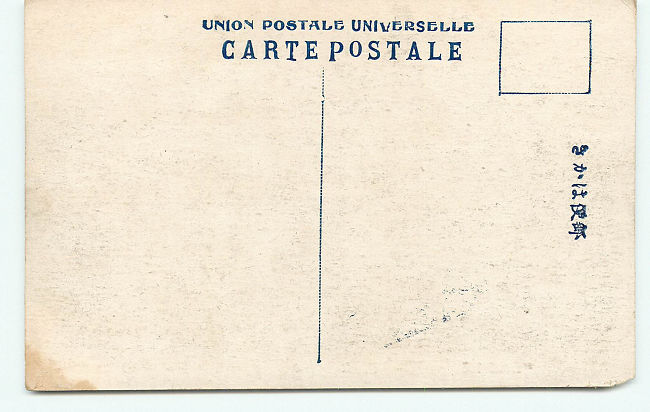 UNION POSTALE UNIVERSELLE
CARTE POSTALE
郵便はかき